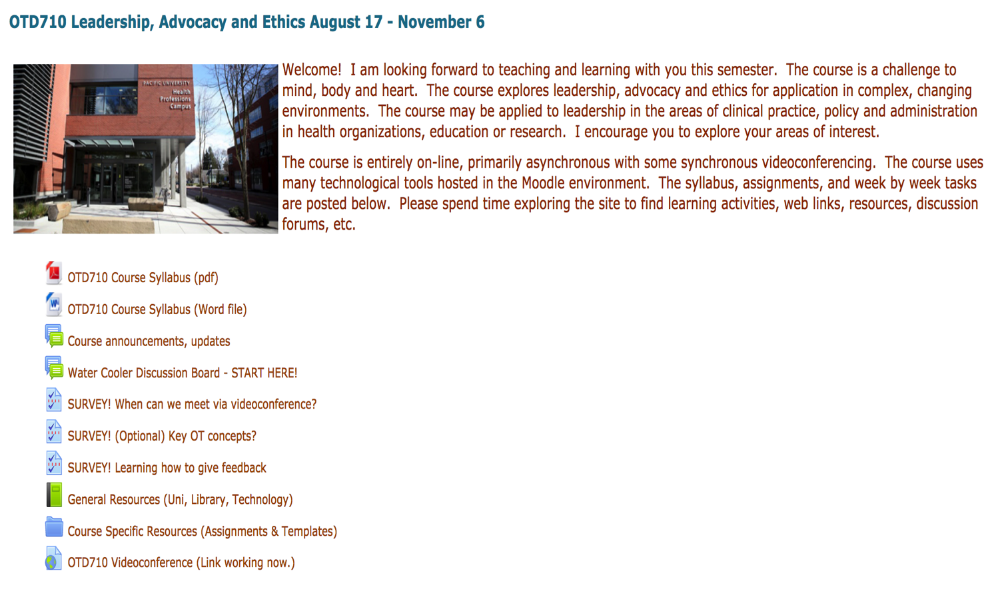 OTD710 Leadership, Advocacy and Ethics August 17 - November 6
PACIFIC UNIVERSITY
Health
Professions
Campus
Welcome!  I am looking forward to teaching and learning with you this semester.  The course is a challenge to
mind, body and heart.  The course explores leadership, advocacy and ethics for application in complex, changing
environments.  The course may be applied to leadership in the areas of clinical practice, policy and administration
in health organizations, education or research.  I encourage you to explore your areas of interest.
The course is entirely on-line, primarily asynchronous with some synchronous videoconferencing.  The course uses
many technological tools hosted in the Moodle environment.  The syllabus, assignments, and week by week tasks
are posted below.  Please spend time exploring the site to find learning activities, web links, resources, discussion
forums, etc.
OTD710 Course Syllabus (pdf)
OTD710 Course Syllabus (Word file)
Course announcements, updates
Water Cooler Discussion Board - START HERE!
SURVEY! When can we meet via videoconference?
SURVEY! (Optional) Key OT concepts?
SURVEY! Learning how to give feedback
General Resources (Uni, Library, Technology)
Course Specific Resources (Assignments & Templates)
OTD710 Videoconference (Link working now.)